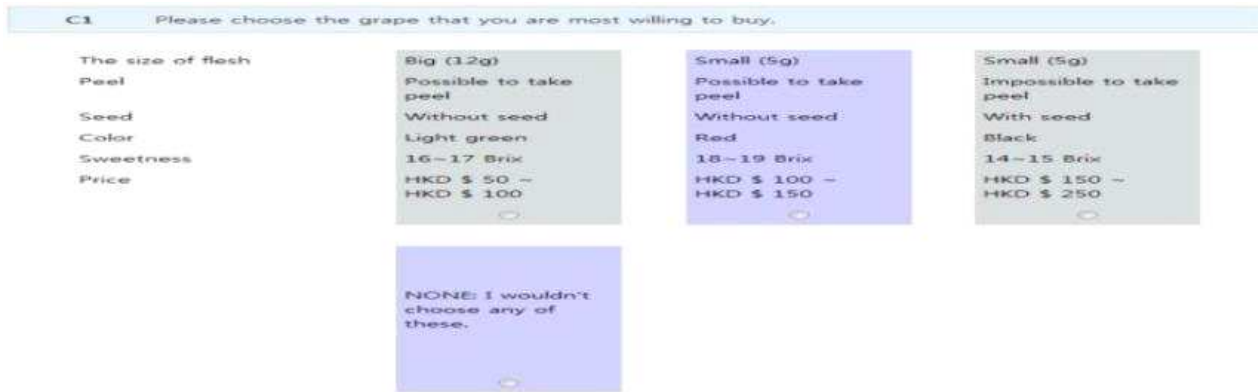 C1 Please choose the grape that you are most willing to buy.
The size of flesh Big (12g) Small (5g) Small (5g)
Peel Possible to take peel Possible to take peel Impossible to take peel
Seed Without seed Without seed With seed
Color Light green Red Black
Sweetness 16~17 Brix 18~19 Brix 14~15 Brix
Price HKD $ 50 ~ HKD $ 100 HKD $ 100 ~ HKD $ 150 HKD $ 150 ~ HKD $ 250
NONE: I wouldn't
choose any of
these.